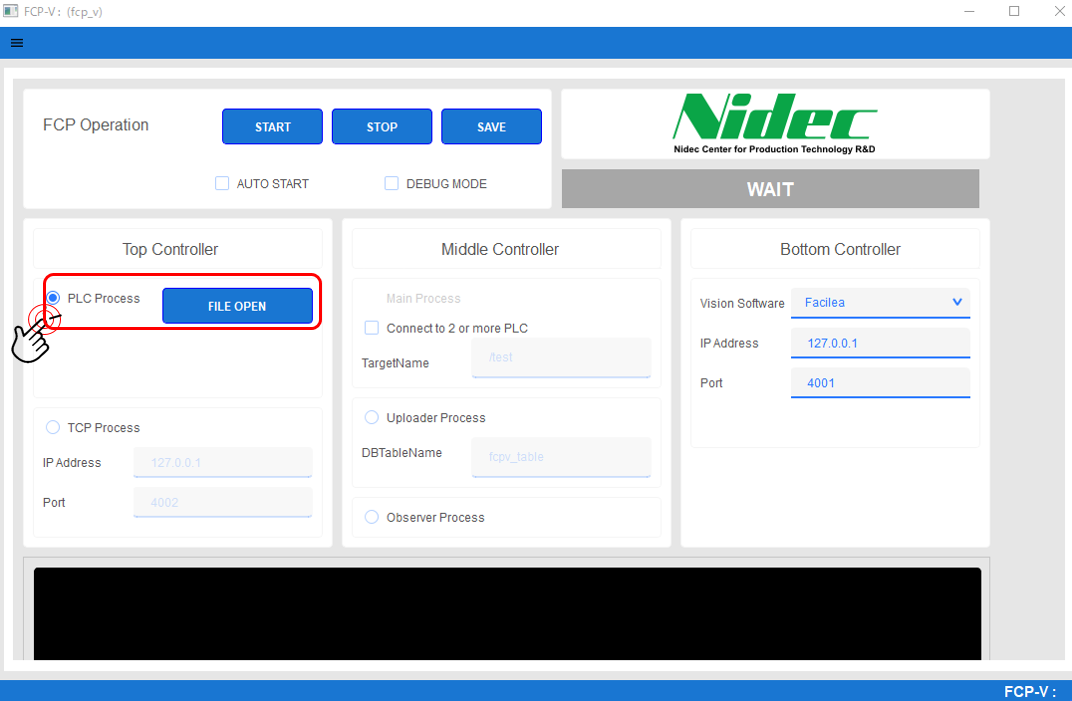 FCP-V : (fcp_v)
FCP Operation
START
STOP
SAVE
AUTO START
DEBUG MODE
Nidec
Nidec Center for Production Technology R&D
WAIT
Top Controller
PLC Process
FILE OPEN
TCP Process
IP Address
127.0.0.1
Port
4002
Middle Controller
Main Process
Connect to 2 or more PLC
TargetName
/test
Uploader Process
DBTableName
fcpv_table
Observer Process
Bottom Controller
Vision Software
Facilea
IP Address
127.0.0.1
Port
4001
FCP-V :